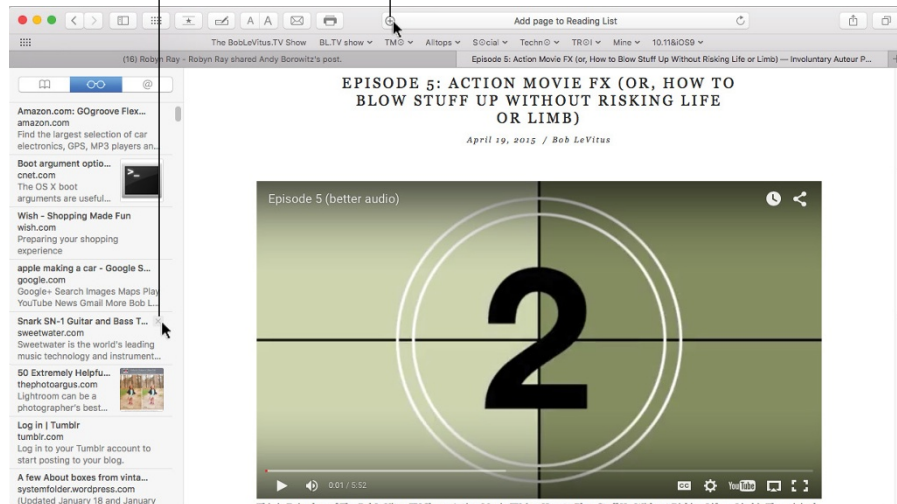 A A
Add page to Reading List
The BobLeVitus.TV Show BL.TV show TM☺ Alltops S☺cial Techn☺ TR☺I Mine 10.11&iOS9
(16) Robyn Ray - Robyn Ray shared Andy Borowitz's post.
Episode 5: Action Movie FX (or, How to Blow Stuff Up Without Risking Life or Limb) — Involuntary Auteur P...
@
Amazon.com: GOgroove Flex...
amazon.com
Find the largest selection of car
electronics, GPS, MP3 players an...
Boot argument optio...
cnet.com
The OS X boot
arguments are useful...
Wish - Shopping Made Fun
wish.com
Preparing your shopping
experience
apple making a car - Google S...
google.com
Google+ Search Images Maps Play
YouTube News Gmail More Bob L...
Snark SN-1 Guitar and Bass T...
sweetwater.com
Sweetwater is the world's leading
music technology and instrument...
50 Extremely Helpfu...
thephotoargus.com
Lightroom can be a
photographer's best...
Log in | Tumblr
tumblr.com
Log in to your Tumblr account to
start posting to your blog.
A few About boxes from vinta...
systemfolder.wordpress.com
(Updated January 18 and January
EPISODE 5: ACTION MOVIE FX (OR, HOW TO
BLOW STUFF UP WITHOUT RISKING LIFE
OR LIMB)
April 19, 2015 / Bob LeVitus
Episode 5 (better audio)
2
0:01 / 5:52
CC
YouTube